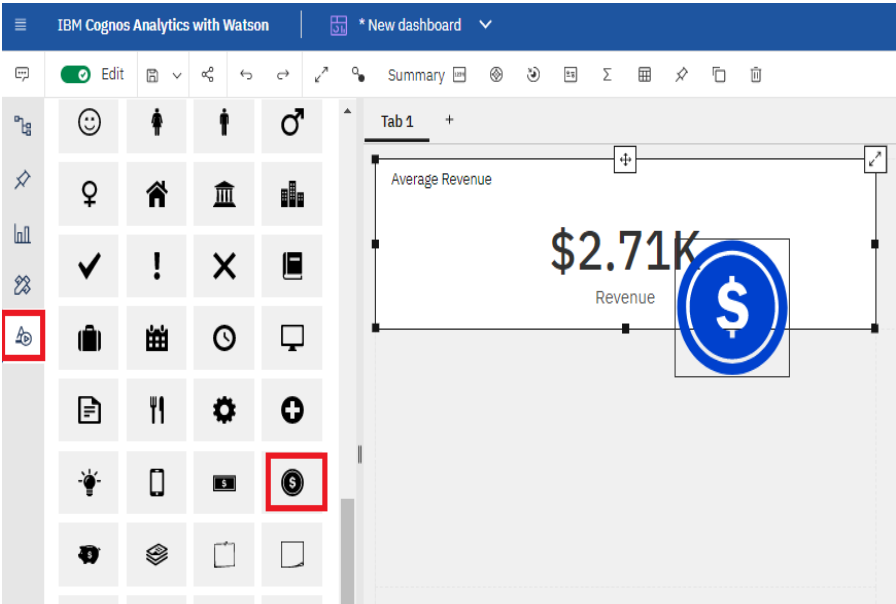 IBM Cognos Analytics with Watson
* New dashboard
Edit
Summary
Tab 1 +
Average Revenue
$2.71K
Revenue
$
$
$
$